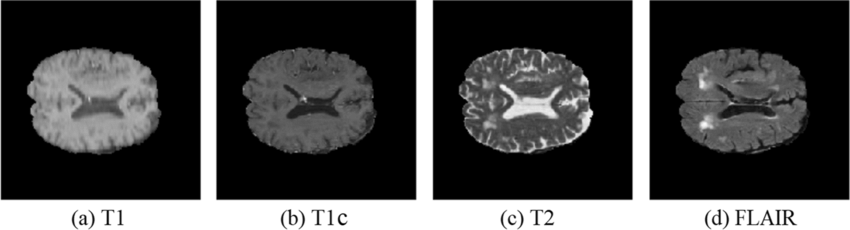 (a) T1
(b) T1c
(c) T2
(d) FLAIR